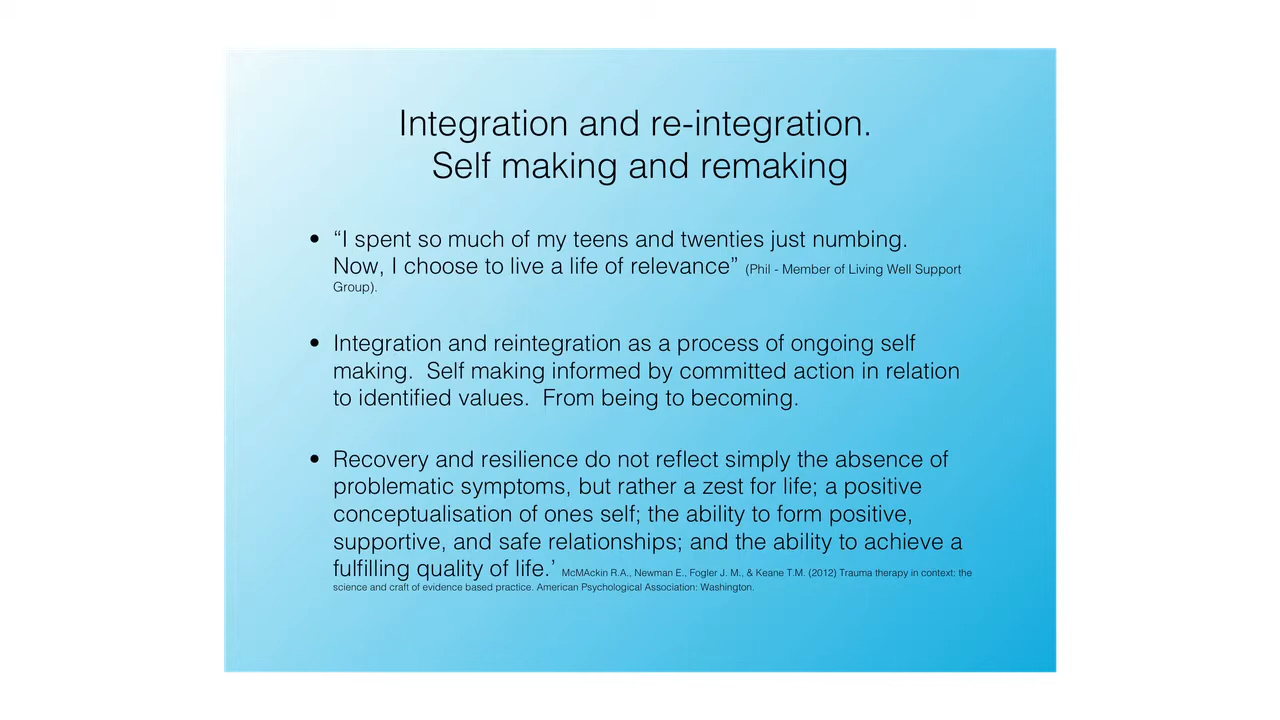 Integration and re-integration.
Self making and remaking
• “I spent so much of my teens and twenties just numbing.
Now, I choose to live a life of relevance” (Phil - Member of Living Well Support
Group).
• Integration and reintegration as a process of ongoing self
making.  Self making informed by committed action in relation
to identified values.  From being to becoming.
• Recovery and resilience do not reflect simply the absence of
problematic symptoms, but rather a zest for life; a positive
conceptualisation of ones self; the ability to form positive,
supportive, and safe relationships; and the ability to achieve a
fulfilling quality of life.’ McMAckin R.A., Newman E., Fogler J. M., & Keane T.M. (2012) Trauma therapy in context: the
science and craft of evidence based practice. American Psychological Association: Washington.